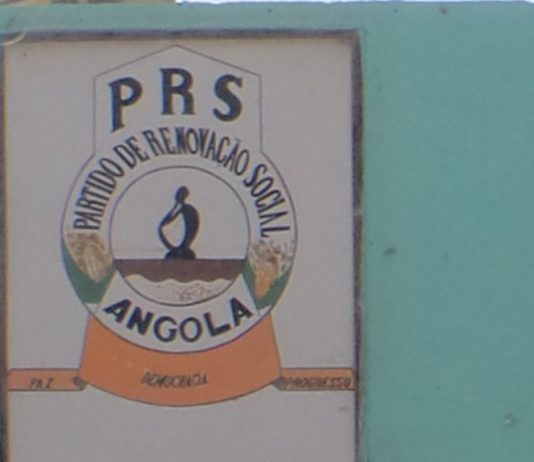 PRS
PARTIDO DE RENOVAÇÃO SOCIAL
ANGOLA
PAZ DEMOCRACIA PROGRESSO